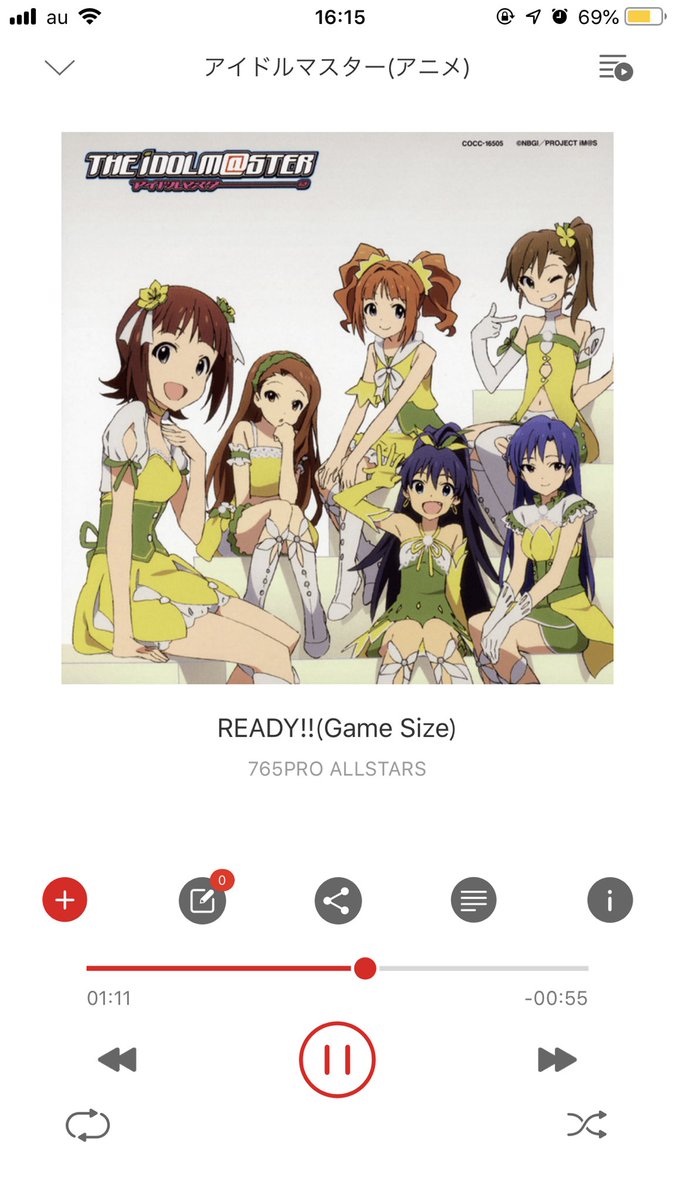 au 16:15 69%
アイドルマスター(アニメ)
COCC-16505 ©NBGI/PROJECT iM@S
THE iDOLM@STER
アイドルマスター
READY!!(Game Size)
765PRO ALLSTARS
0
01:11 -00:55